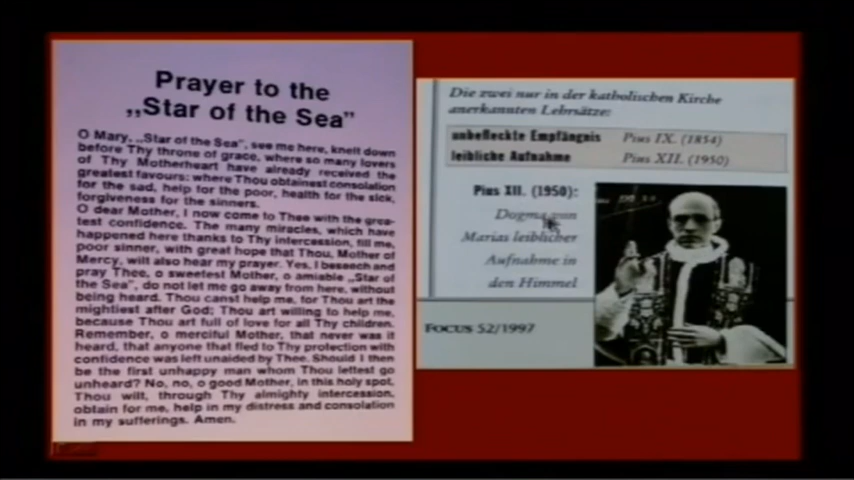 Prayer to the
„Star of the Sea”
O Mary, „Star of the Sea”, see me here, knelt down
before Thy throne of grace, where so many lovers
of Thy Motherheart have already received the
greatest favours: where Thou obtainest consolation
for the sad, help for the poor, health for the sick,
forgiveness for the sinners.
O dear Mother, I now come to Thee with the grea-
test confidence. The many miracles, which have
happened here thanks to Thy intercession, fill me,
poor sinner, with great hope that Thou, Mother of
Mercy, will also hear my prayer. Yes, I beseech and
pray Thee, o sweetest Mother, o amiable „Star of
the Sea”, do not let me go away from here, without
being heard. Thou canst help me, for Thou art the
mightiest after God; Thou art willing to help me,
because Thou art full of love for all Thy children.
Remember, o merciful Mother, that never was it
heard, that anyone that fled to Thy protection with
confidence was left unaided by Thee. Should I then
be the first unhappy man whom Thou lettest go
unheard? No, no, o good Mother, in this holy spot,
Thou wilt, through Thy almighty intercession,
obtain for me, help in my distress and consolation
in my sufferings. Amen.
Die zwei nur in der katholischen Kirche
anerkannten Lehrsätze:
unbefleckte Empfängnis Pius IX. (1854)
leibliche Aufnahme Pius XII. (1950)
Pius XII. (1950):
Dogma von
Marias leiblicher
Aufnahme in
den Himmel
FOCUS 52/1997